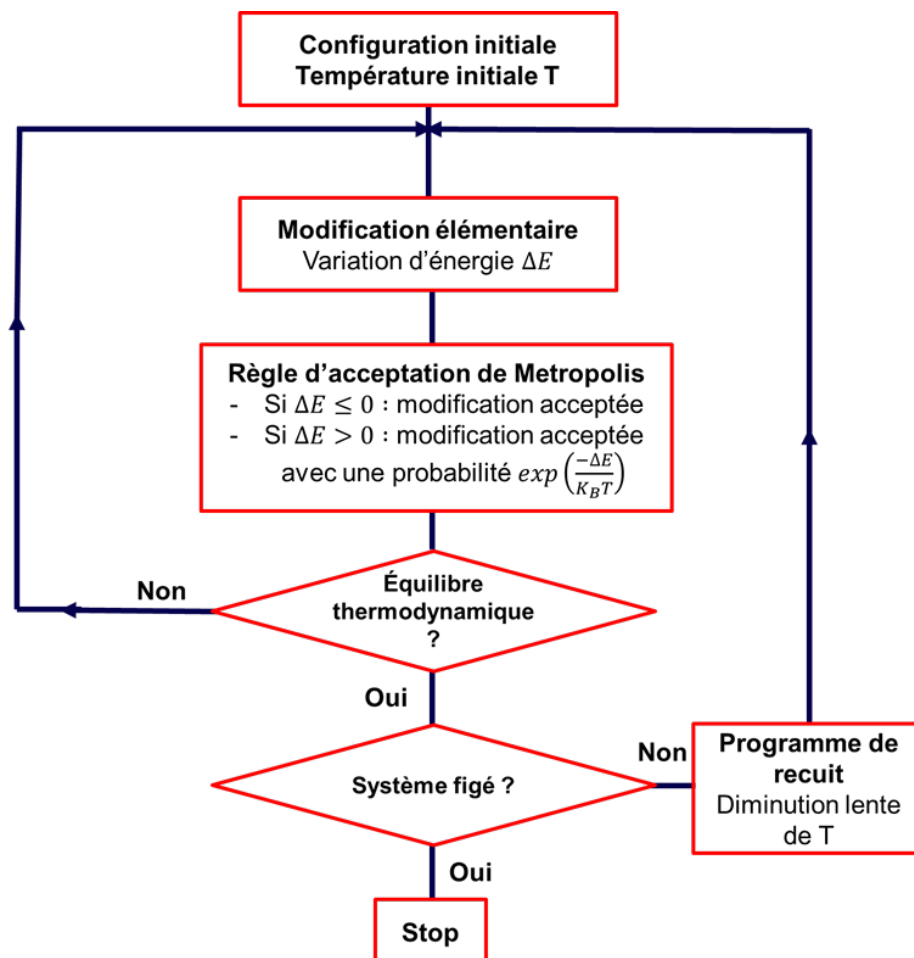 Configuration initiale
Température initiale T
Modification élémentaire
Variation d'énergie ΔE
Règle d'acceptation de Metropolis
- Si ΔE ≤ 0 : modification acceptée
- Si ΔE > 0 : modification acceptée
avec une probabilité exp(−ΔE / K_B T)
Non
Équilibre
thermodynamique
?
Oui
Système figé ?
Non
Programme de
recuit
Diminution lente
de T
Oui
Stop